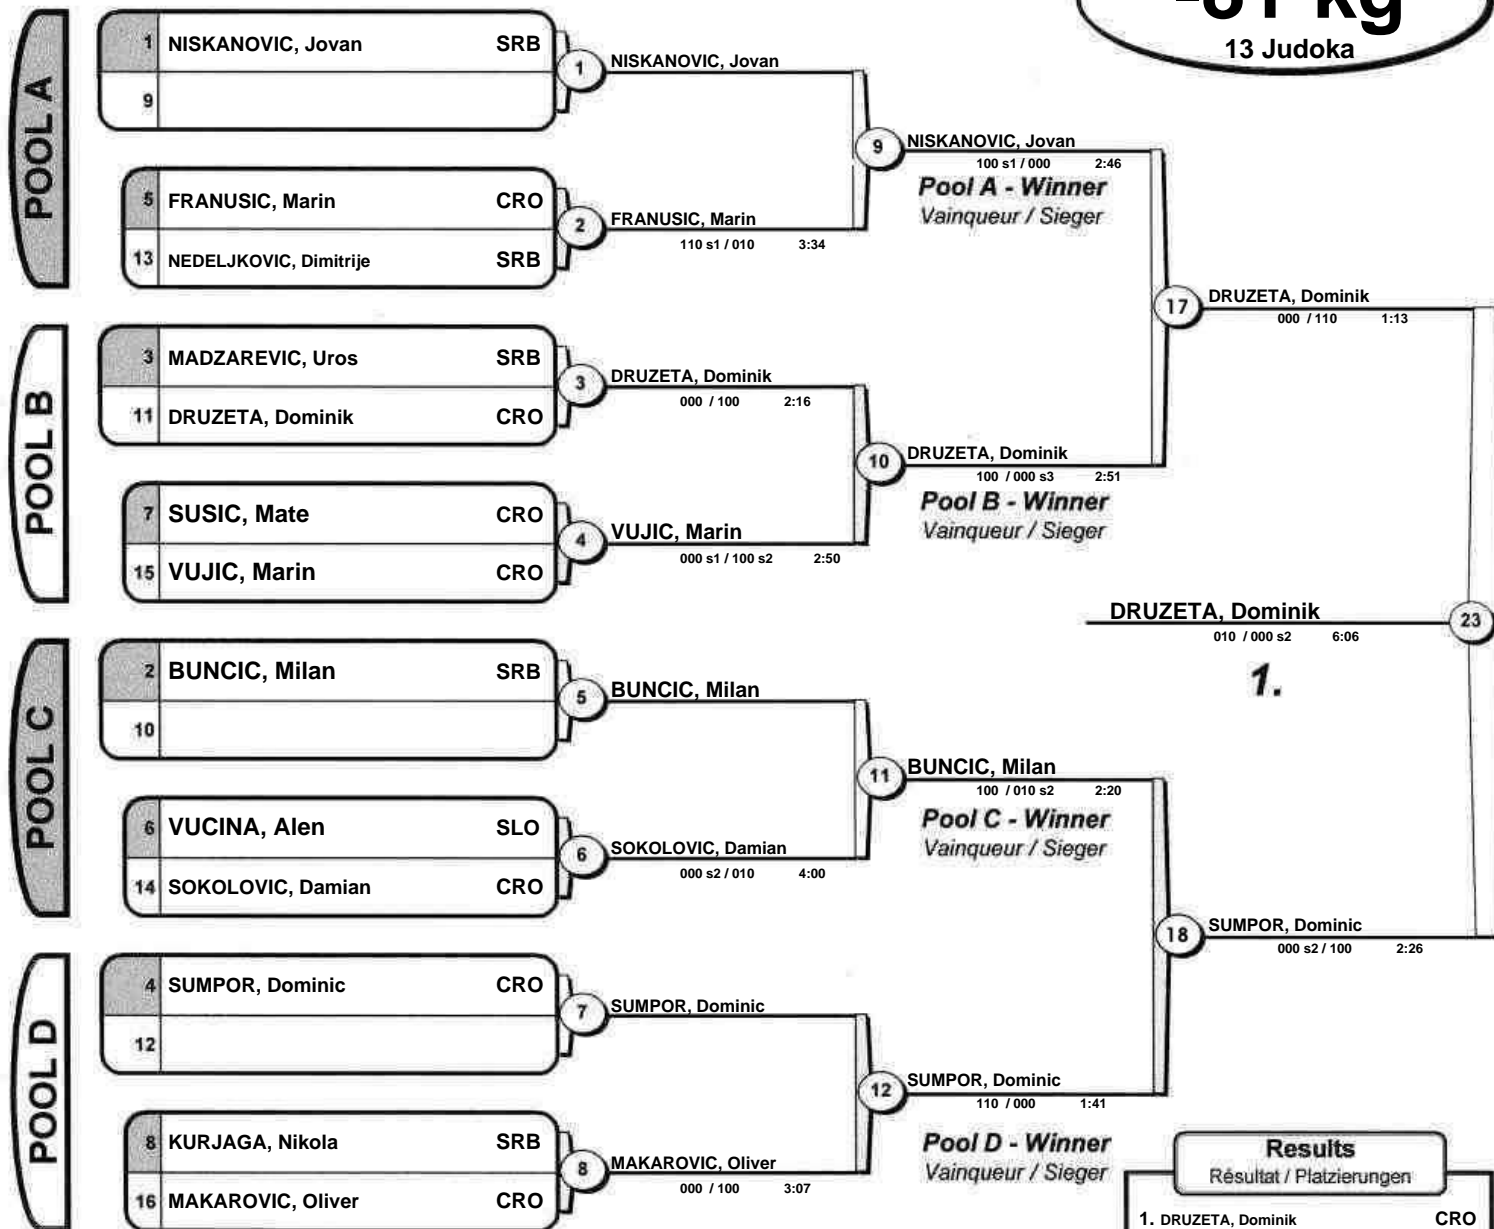 -81 kg
13 Judoka
POOL A
1 NISKANOVIC, Jovan SRB
9
1 NISKANOVIC, Jovan
5 FRANUSIC, Marin CRO
13 NEDELJKOVIC, Dimitrije SRB
2 FRANUSIC, Marin
110 s1 / 010 3:34
9 NISKANOVIC, Jovan
100 s1 / 000 2:46
Pool A - Winner
Vainqueur / Sieger
POOL B
3 MADZAREVIC, Uros SRB
11 DRUZETA, Dominik CRO
3 DRUZETA, Dominik
000 / 100 2:16
7 SUSIC, Mate CRO
15 VUJIC, Marin CRO
4 VUJIC, Marin
000 s1 / 100 s2 2:50
10 DRUZETA, Dominik
100 / 000 s3 2:51
Pool B - Winner
Vainqueur / Sieger
17 DRUZETA, Dominik
000 / 110 1:13
DRUZETA, Dominik 23
010 / 000 s2 6:06
1.
POOL C
2 BUNCIC, Milan SRB
10
5 BUNCIC, Milan
6 VUCINA, Alen SLO
14 SOKOLOVIC, Damian CRO
6 SOKOLOVIC, Damian
000 s2 / 010 4:00
11 BUNCIC, Milan
100 / 010 s2 2:20
Pool C - Winner
Vainqueur / Sieger
POOL D
4 SUMPOR, Dominic CRO
12
7 SUMPOR, Dominic
8 KURJAGA, Nikola SRB
16 MAKAROVIC, Oliver CRO
8 MAKAROVIC, Oliver
000 / 100 3:07
12 SUMPOR, Dominic
110 / 000 1:41
Pool D - Winner
Vainqueur / Sieger
18 SUMPOR, Dominic
000 s2 / 100 2:26
Results
Résultat / Platzierungen
1. DRUZETA, Dominik CRO